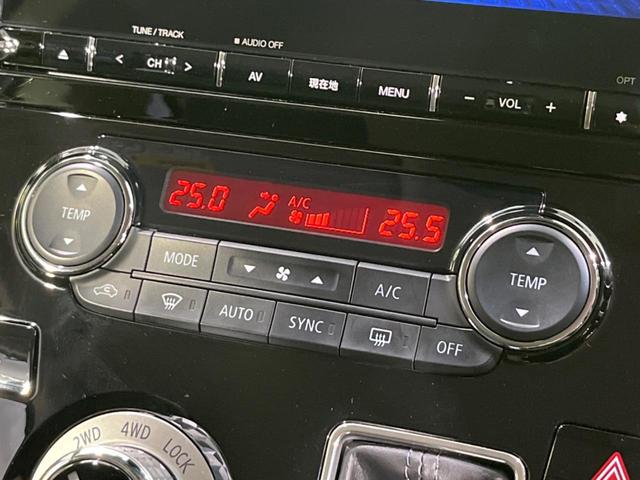 TUNE / TRACK
AUDIO OFF
OPT
< CH >
AV
現在地
MENU
− VOL +
25.0
A/C
25.5
TEMP
TEMP
MODE
A/C
AUTO
SYNC
OFF
2WD 4WD LOCK